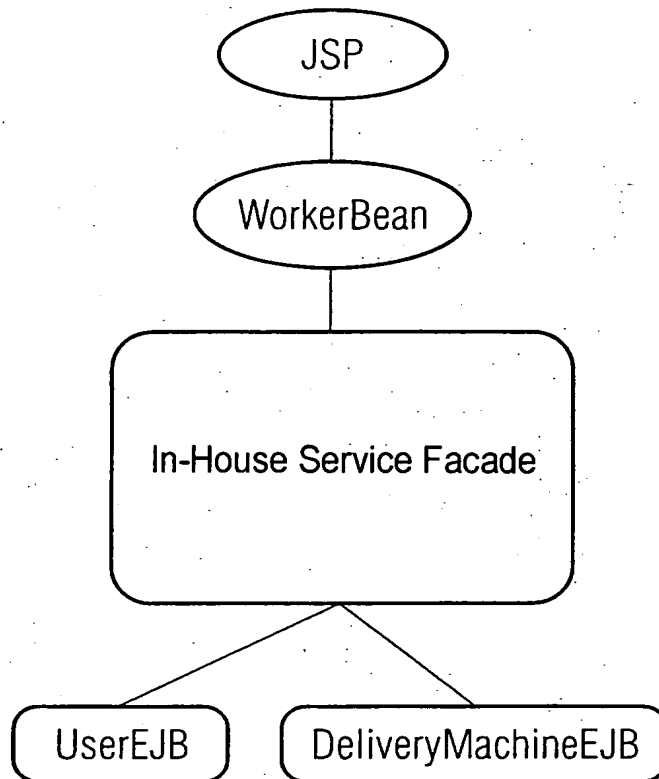 JSP
WorkerBean
In-House Service Facade
UserEJB
DeliveryMachineEJB